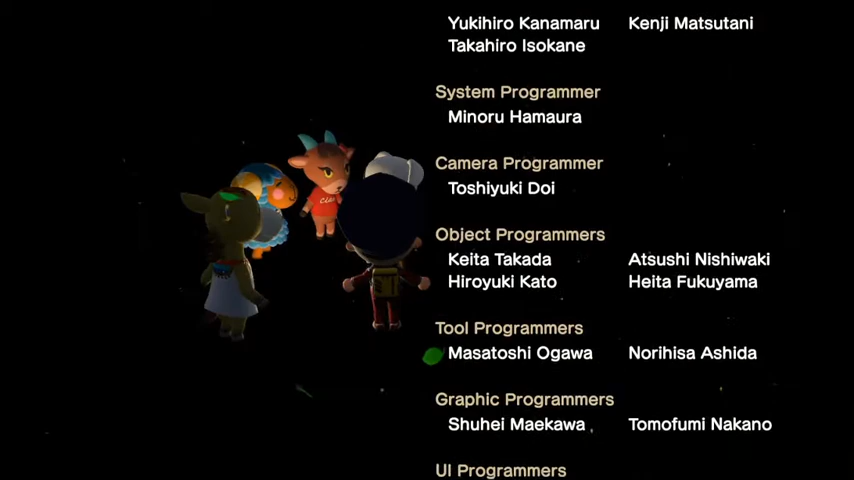 Yukihiro Kanamaru Kenji Matsutani
Takahiro Isokane
System Programmer
Minoru Hamaura
Camera Programmer
Toshiyuki Doi
Object Programmers
Keita Takada Atsushi Nishiwaki
Hiroyuki Kato Heita Fukuyama
Tool Programmers
Masatoshi Ogawa Norihisa Ashida
Graphic Programmers
Shuhei Maekawa Tomofumi Nakano
UI Programmers